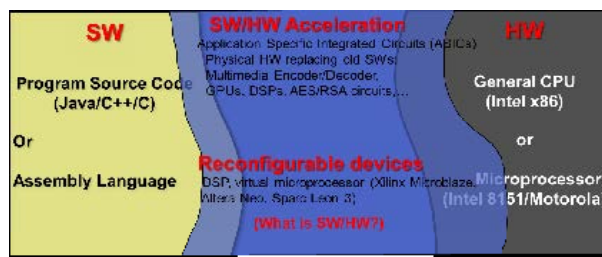 SW
Program Source Code
(Java/C++/C)
Or
Assembly Language
SW/HW Acceleration
Application Specific Integrated Circuits (ASICs)
Physical HW replacing old SWs:
Multimedia Encoder/Decoder,
GPUs, DSPs, AES/RSA circuits,...
Reconfigurable devices
DSP, virtual microprocessor (Xilinx Microblaze,
Altera Neo, Sparc Leon 3)
(What is SW/HW?)
HW
General CPU
(Intel x86)
or
Microprocessor
(Intel 8151/Motorola)